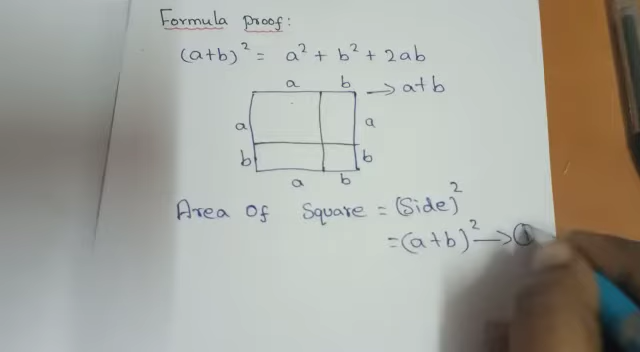 Formula proof:
(a+b)² = a² + b² + 2ab
a b → a+b
a a
b b
a b
Area of Square = (Side)²
= (a+b)² → ①